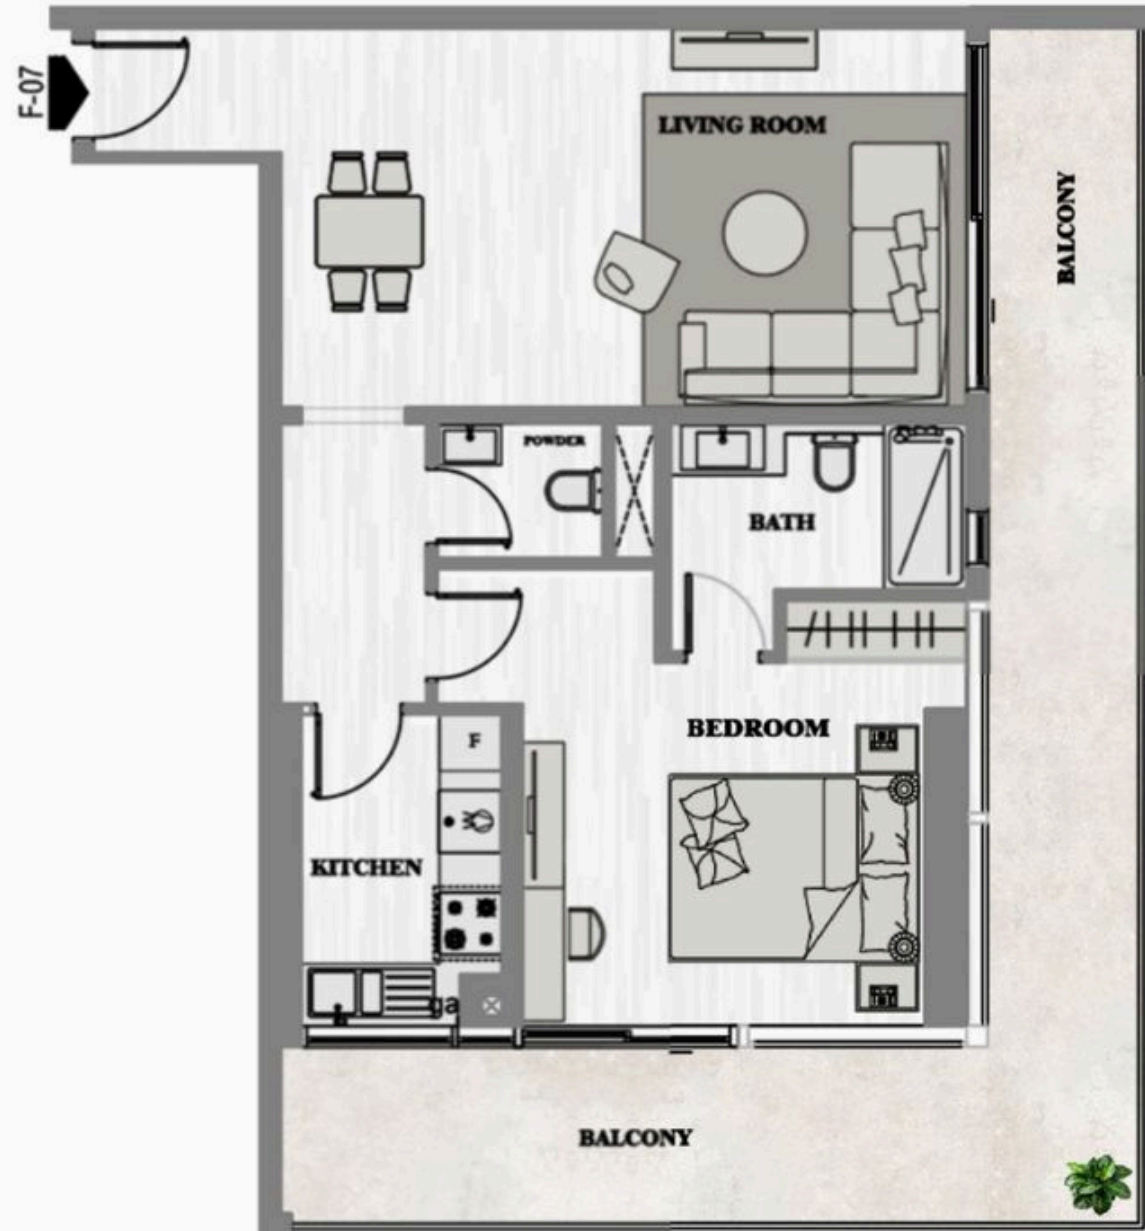 F-07
LIVING ROOM
BALCONY
POWDER
BATH
BEDROOM
F
W
KITCHEN
BALCONY